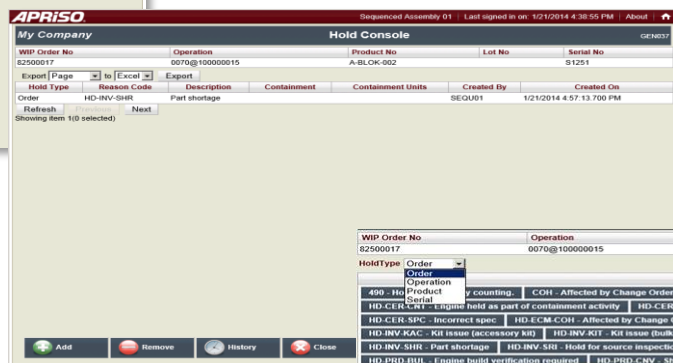 APRISO
Sequenced Assembly 01 | Last signed in on: 1/21/2014 4:38:55 PM | About |
My Company Hold Console GEN037
WIP Order No Operation Product No Lot No Serial No
82500017 0070@100000015 A-BLOK-002 S1251
Export Page to Excel Export
Hold Type Reason Code Description Containment Containment Units Created By Created On
Order HD-INV-SHR Part shortage SEQU01 1/21/2014 4:57:13.700 PM
Refresh Previous Next
Showing item 1(0 selected)
WIP Order No Operation
82500017 0070@100000015
HoldType Order
Order
Operation
Product
Serial
490 - Ho y counting. COH - Affected by Change Order
HD-CER-CNT - Engine held as part of containment activity HD-CER
HD-CER-SPC - Incorrect spec HD-ECM-COH - Affected by Change
HD-INV-KAC - Kit issue (accessory kit) HD-INV-KIT - Kit issue (bulk
HD-INV-SHR - Part shortage HD-INV-SRI - Hold for source inspectio
HD-PRD-BUL - Engine build verification required HD-PRD-CNV - Sh
Add Remove History Close